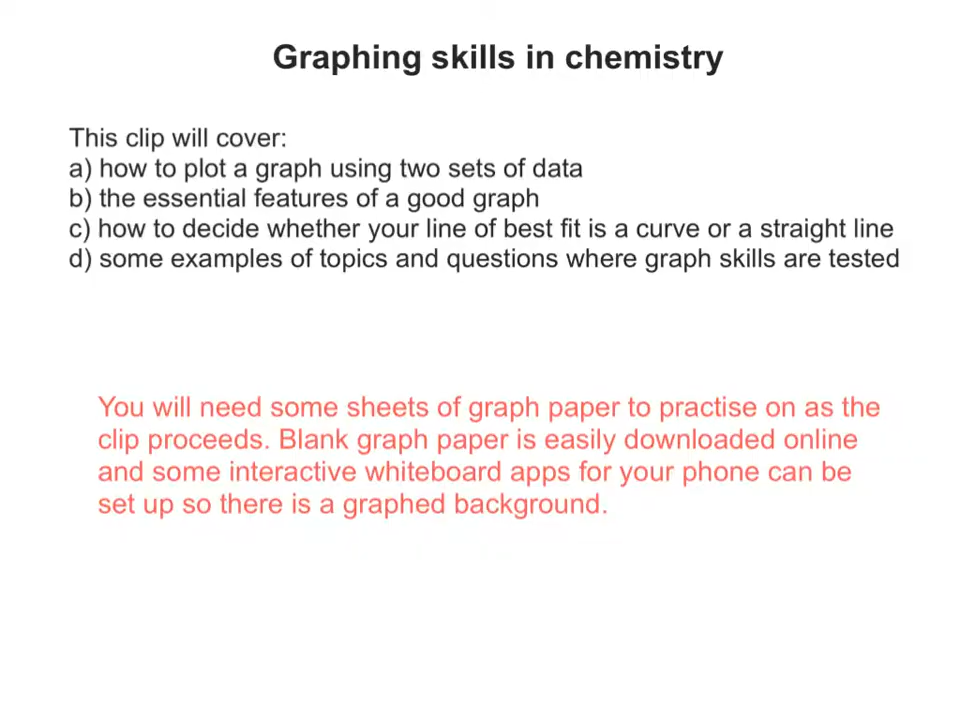 Graphing skills in chemistry
This clip will cover:
a) how to plot a graph using two sets of data
b) the essential features of a good graph
c) how to decide whether your line of best fit is a curve or a straight line
d) some examples of topics and questions where graph skills are tested
You will need some sheets of graph paper to practise on as the
clip proceeds. Blank graph paper is easily downloaded online
and some interactive whiteboard apps for your phone can be
set up so there is a graphed background.